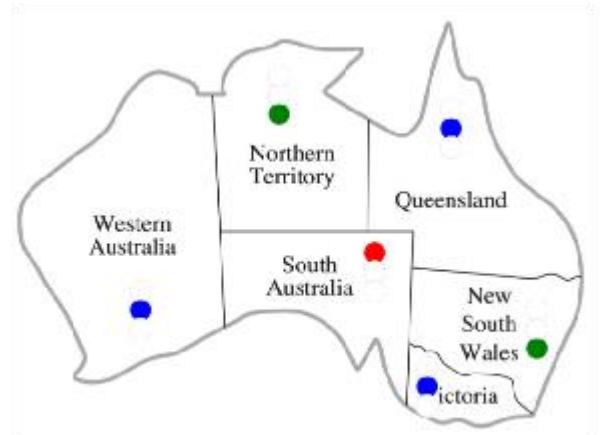 Northern
Territory
Queensland
Western
Australia
South
Australia
New
South
Wales
ictoria